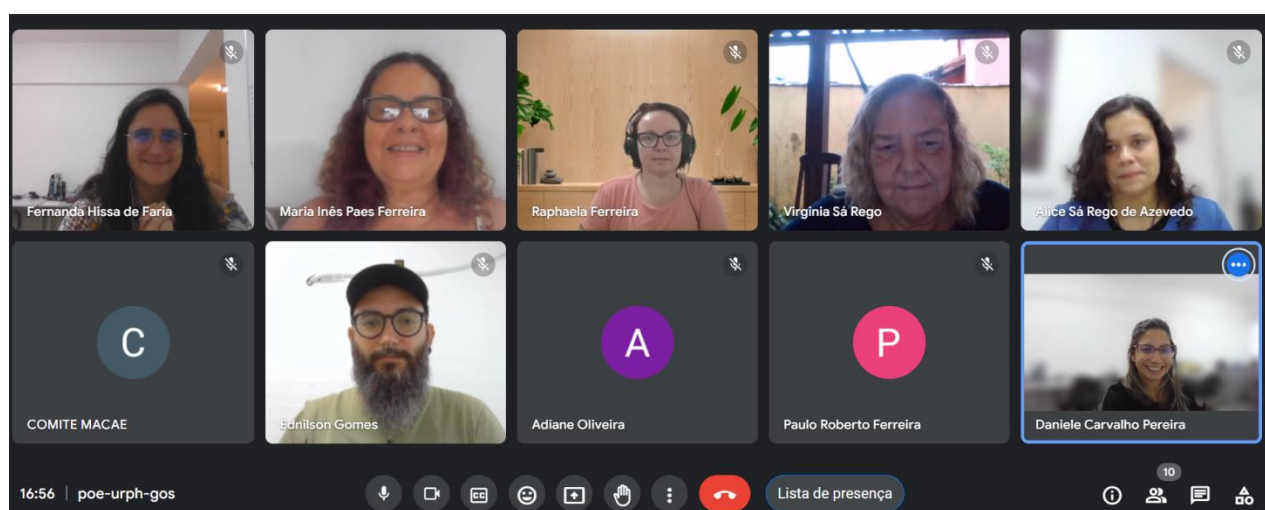 Fernanda Hissa de Faria
Maria Inês Paes Ferreira
Raphaela Ferreira
Virgínia Sá Rego
Alice Sá Rego de Azevedo
C
COMITE MACAE
Ednilson Gomes
A
Adiane Oliveira
P
Paulo Roberto Ferreira
Daniele Carvalho Pereira
16:56 | poe-urph-gos
CC
Lista de presença
10